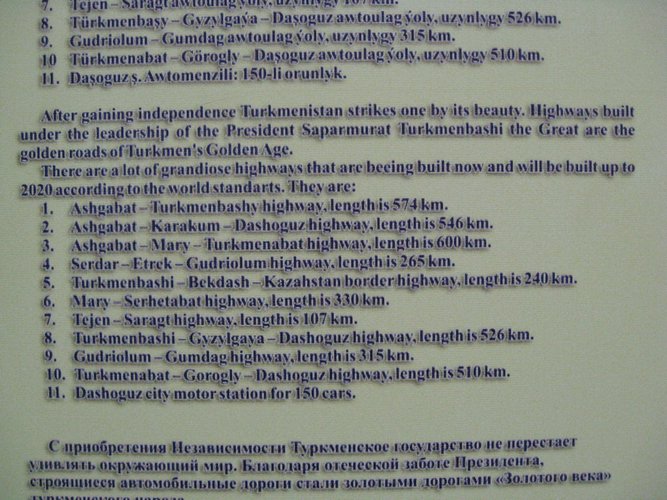 7. Tejen – Saragt awtoulag ýoly, uzynlygy 107 km.
8. Türkmenbaşy – Gyzylgaýa – Daşoguz awtoulag ýoly, uzynlygy 526 km.
9. Gudriolum – Gumdag awtoulag ýoly, uzynlygy 315 km.
10 Türkmenabat – Görogly – Daşoguz awtoulag ýoly, uzynlygy 510 km.
11. Daşoguz ş. Awtomenzili: 150-li orunlyk.
After gaining independence Turkmenistan strikes one by its beauty. Highways built
under the leadership of the President Saparmurat Turkmenbashi the Great are the
golden roads of Turkmen's Golden Age.
There are a lot of grandiose highways that are beeing built now and will be built up to
2020 according to the world standarts. They are:
1. Ashgabat – Turkmenbashy highway, length is 574 km.
2. Ashgabat – Karakum – Dashoguz highway, length is 546 km.
3. Ashgabat – Mary – Turkmenabat highway, length is 600 km.
4. Serdar – Etrek – Gudriolum highway, length is 265 km.
5. Turkmenbashi – Bekdash – Kazahstan border highway, length is 240 km.
6. Mary – Serhetabat highway, length is 330 km.
7. Tejen – Saragt highway, length is 107 km.
8. Turkmenbashi – Gyzylgaya – Dashoguz highway, length is 526 km.
9. Gudriolum – Gumdag highway, length is 315 km.
10. Turkmenabat – Gorogly – Dashoguz highway, length is 510 km.
11. Dashoguz city motor station for 150 cars.
С приобретения Независимости Туркменское государство не перестает
удивлять окружающий мир. Благодаря отеческой заботе Президента,
строящиеся автомобильные дороги стали золотыми дорогами «Золотого века»
туркменского народа.